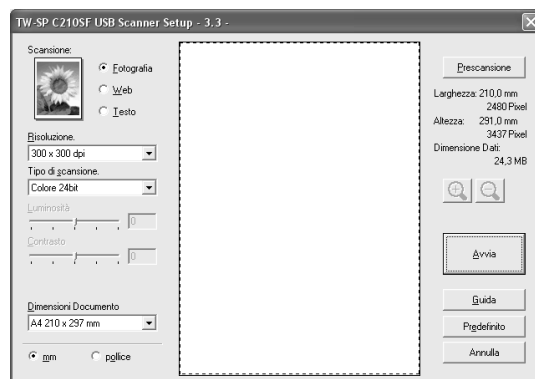 TW-SP C210SF USB Scanner Setup - 3.3 -
Scansione:
Fotografia
Web
Testo
Risoluzione.
300 x 300 dpi
Tipo di scansione.
Colore 24bit
Luminosità
0
Contrasto
0
Dimensioni Documento
A4 210 x 297 mm
mm
pollice
Prescansione
Larghezza: 210,0 mm
2480 Pixel
Altezza: 291,0 mm
3437 Pixel
Dimensione Dati:
24,3 MB
Avvia
Guida
Predefinito
Annulla